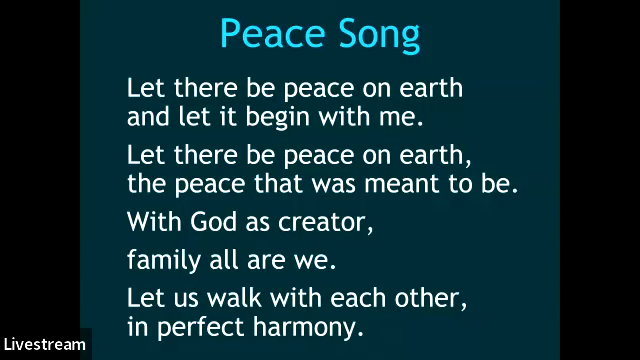 Peace Song
Let there be peace on earth
and let it begin with me.
Let there be peace on earth,
the peace that was meant to be.
With God as creator,
family all are we.
Let us walk with each other,
in perfect harmony.
Livestream